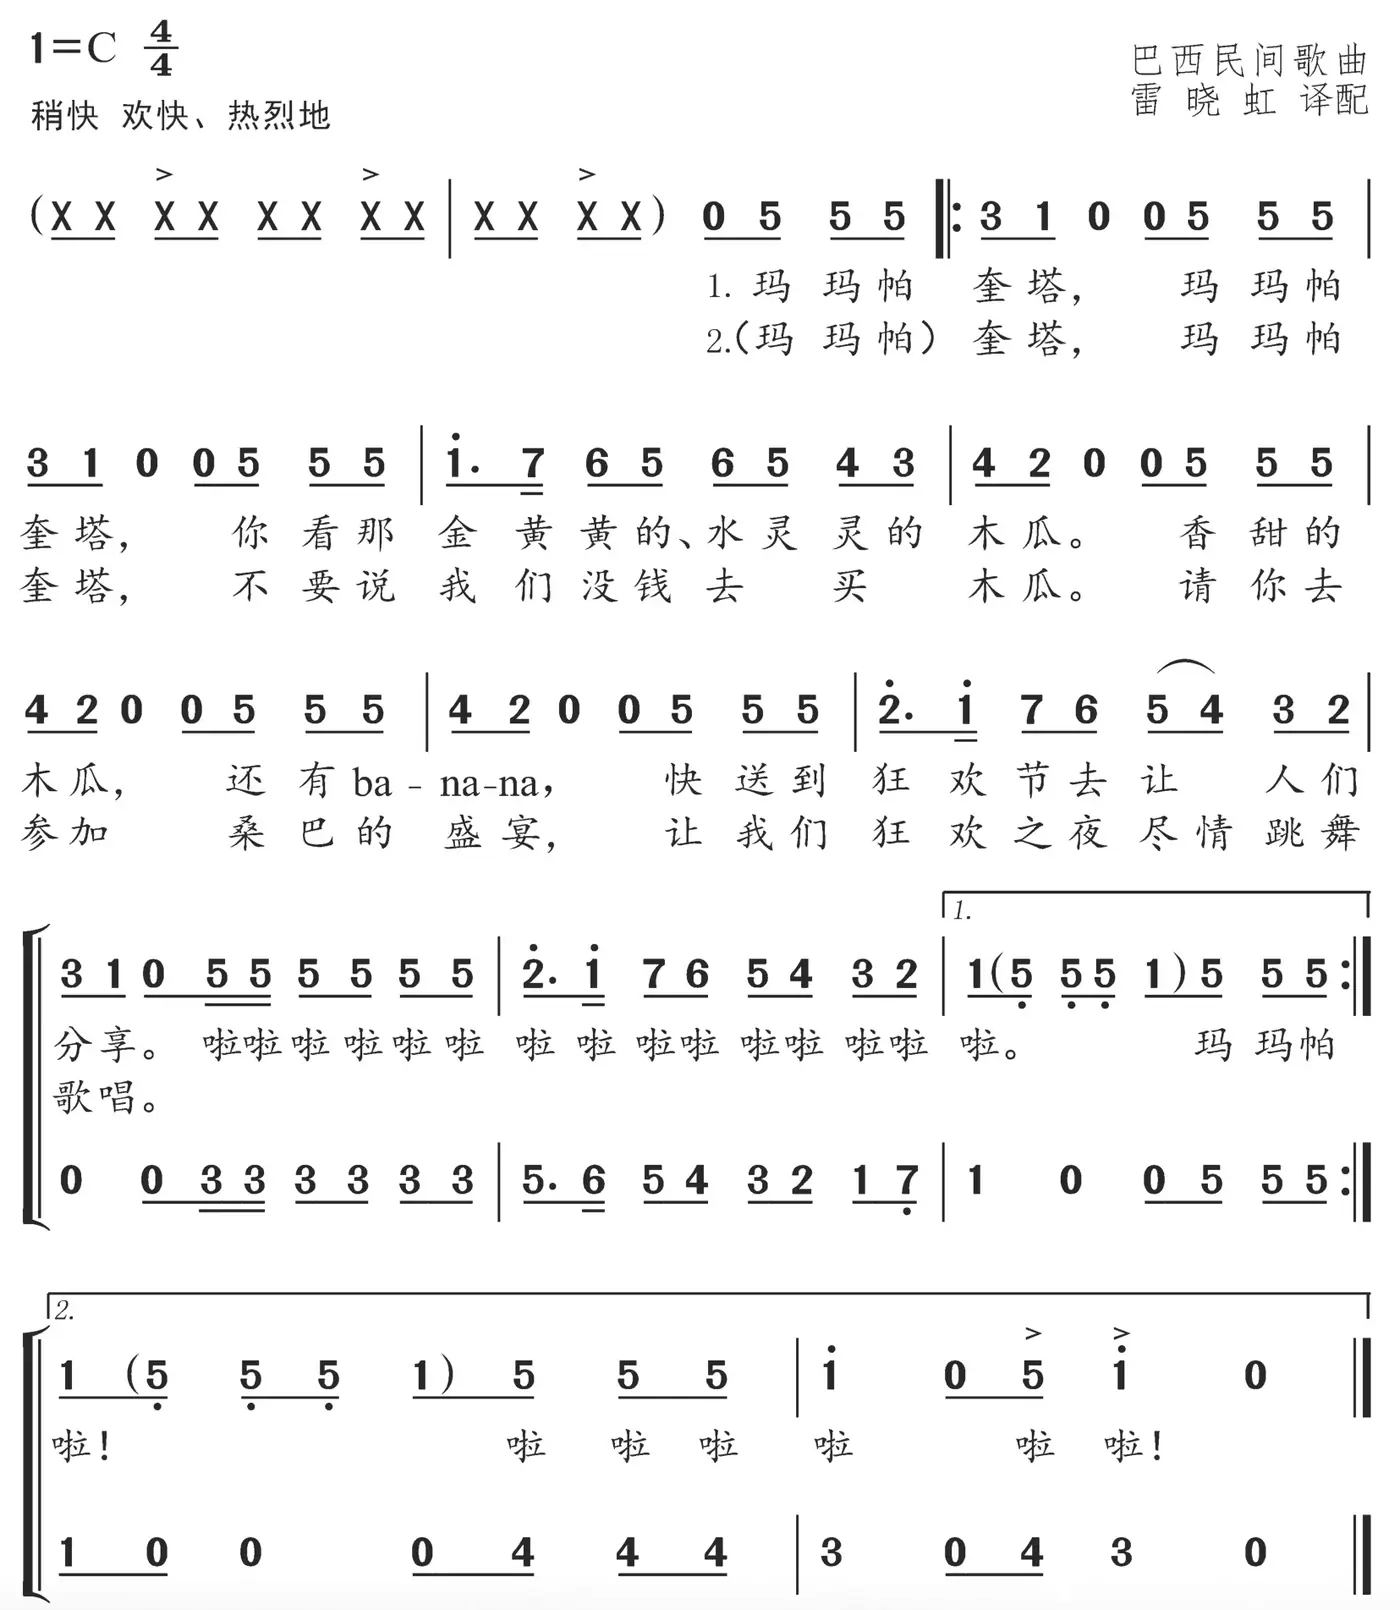 1=C 4/4
巴西民间歌曲
稍快 欢快、热烈地
雷晓虹 译配
(X X X X X X X X | X X X X) 0 5 5 5 ‖: 3 1 0 0 5 5 5 |
1. 玛 玛 帕 奎 塔， 玛 玛 帕
2.(玛 玛 帕) 奎 塔， 玛 玛 帕
3 1 0 0 5 5 5 | i. 7 6 5 6 5 4 3 | 4 2 0 0 5 5 5 |
奎 塔， 你 看 那 金 黄 黄 的、水 灵 灵 的 木 瓜。 香 甜 的
奎 塔， 不 要 说 我 们 没 钱 去 买 木 瓜。 请 你 去
4 2 0 0 5 5 5 | 4 2 0 0 5 5 5 | 2. i 7 6 5 4 3 2 |
木 瓜， 还 有 ba - na-na， 快 送 到 狂 欢 节 去 让 人 们
参 加 桑 巴 的 盛 宴， 让 我 们 狂 欢 之 夜 尽 情 跳 舞
1.
3 1 0 5 5 5 5 5 5 | 2. i 7 6 5 4 3 2 | 1 (5 5 5 1) 5 5 5 :‖
分 享。 啦 啦 啦 啦 啦 啦 啦 啦 啦 啦 啦 啦 啦 啦 啦。 玛 玛 帕
歌 唱。
0 0 3 3 3 3 3 3 | 5. 6 5 4 3 2 1 7 | 1 0 0 5 5 5 :‖
2.
1 (5 5 5 1) 5 5 5 | i 0 5 i 0 ‖
啦！ 啦 啦 啦 啦 啦 啦！
1 0 0 0 4 4 4 | 3 0 4 3 0 ‖